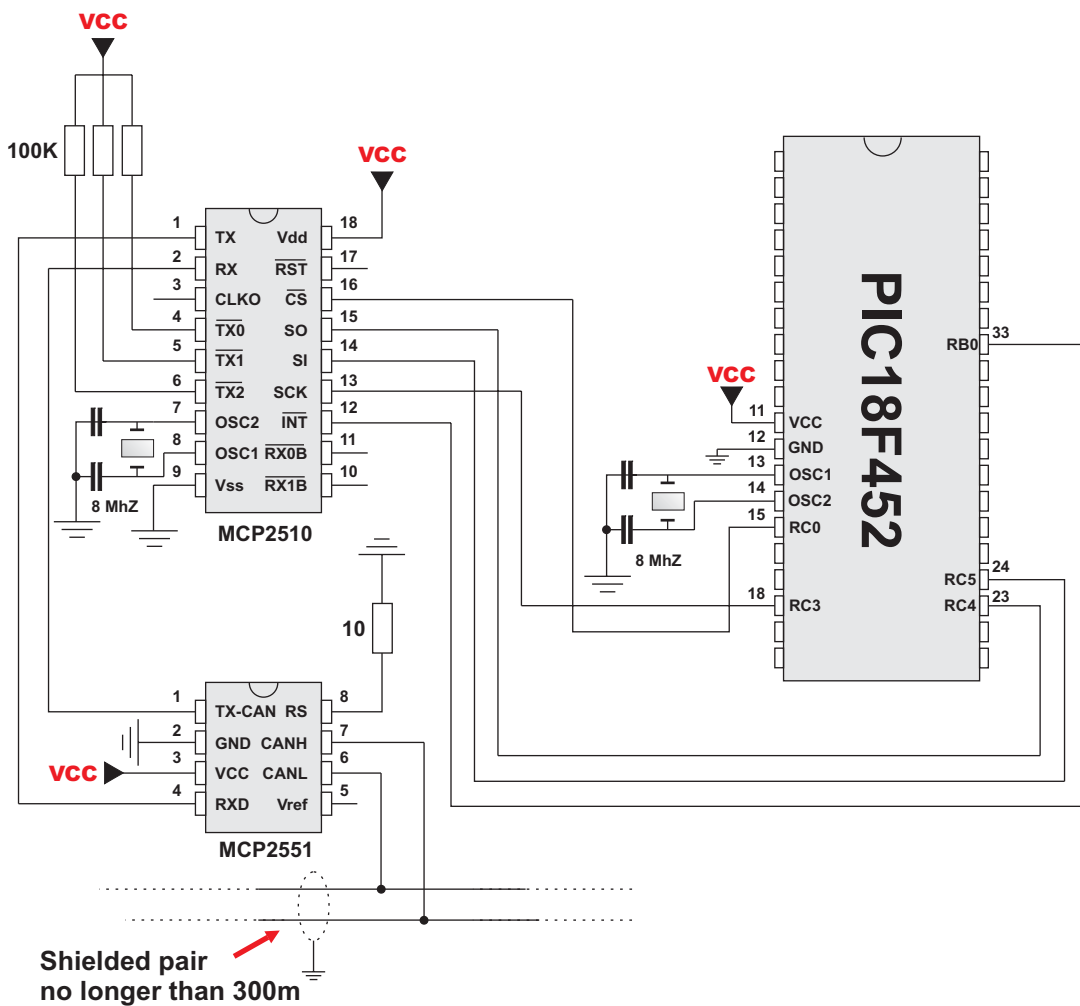 VCC
100K
VCC
1 TX Vdd 18
2 RX RST 17
3 CLKO CS 16
4 TX0 SO 15
5 TX1 SI 14
6 TX2 SCK 13
7 OSC2 INT 12
8 OSC1 RX0B 11
9 Vss RX1B 10
8 MhZ
MCP2510
PIC18F452
RB0 33
VCC
11 VCC
12 GND
13 OSC1
14 OSC2
15 RC0
8 MhZ
RC5 24
18 RC3
RC4 23
10
1 TX-CAN RS 8
2 GND CANH 7
VCC
3 VCC CANL 6
4 RXD Vref 5
MCP2551
Shielded pair
no longer than 300m